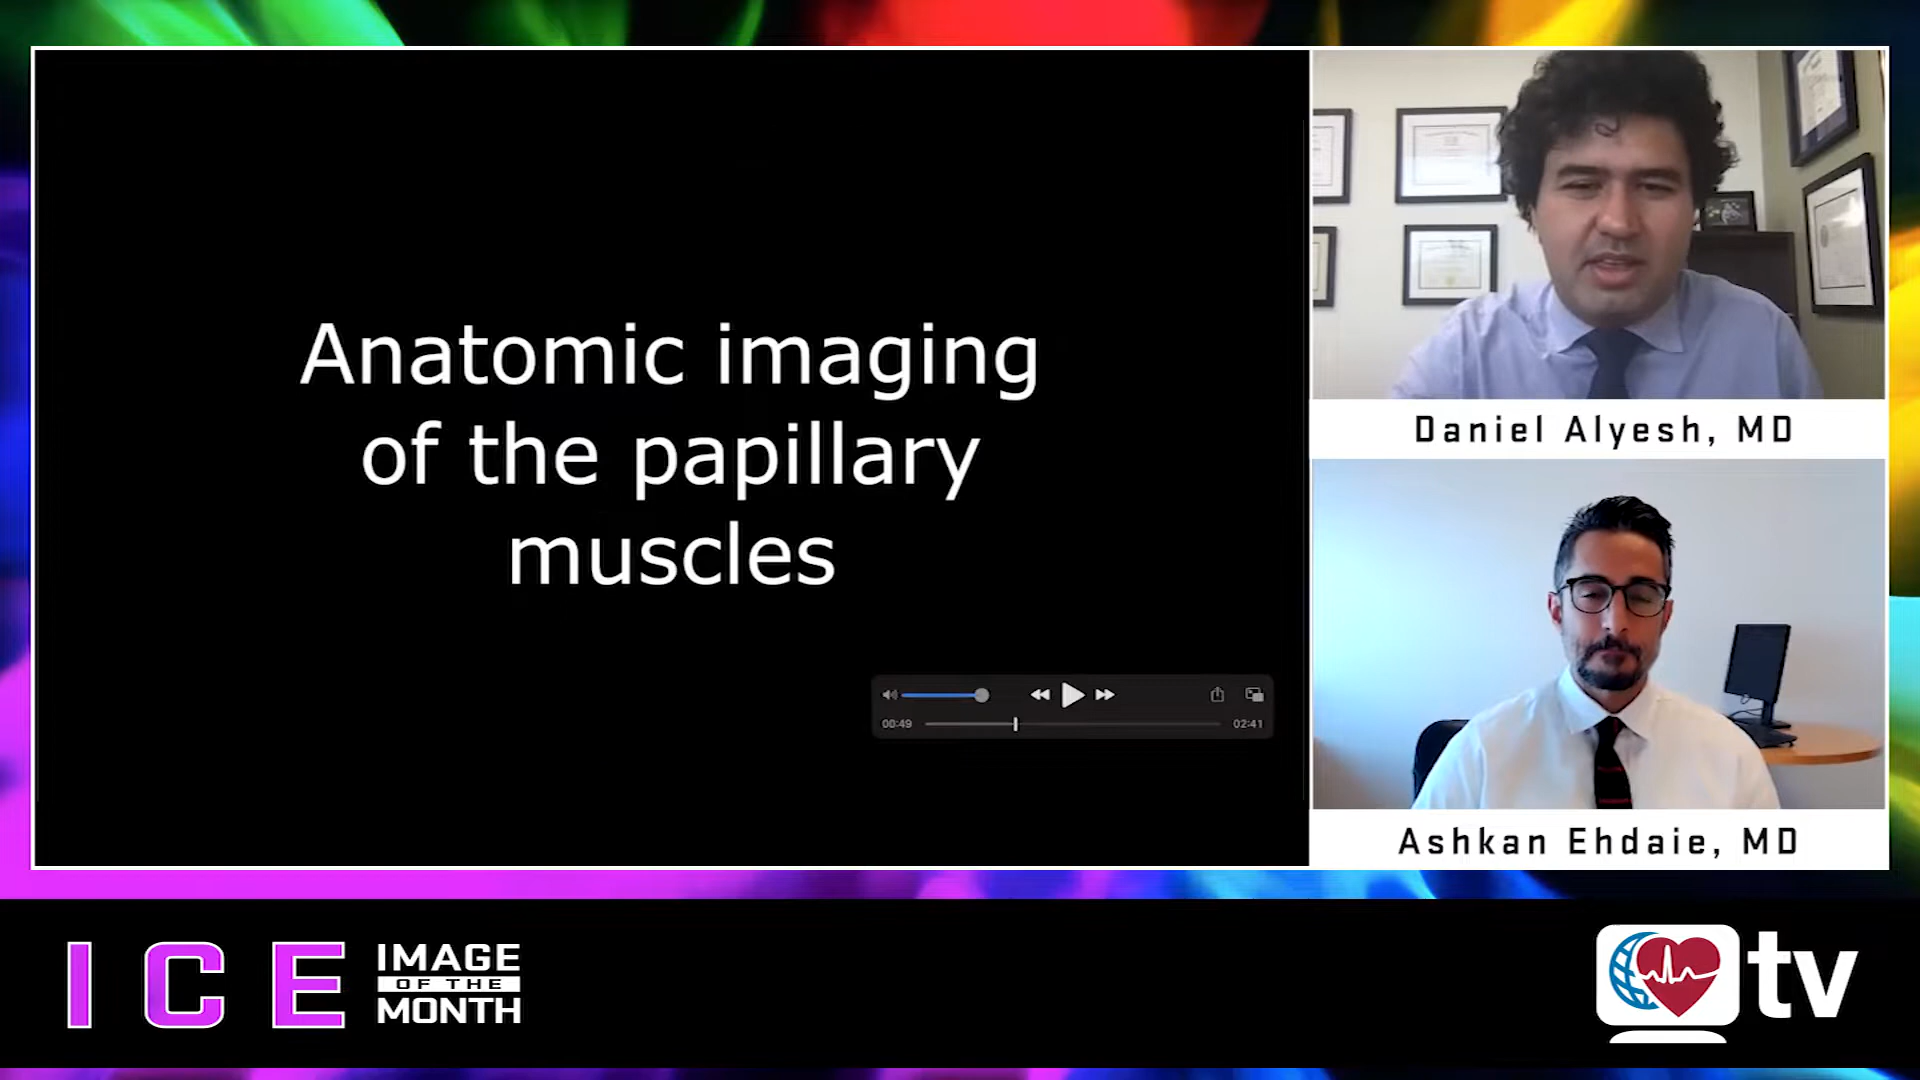 Anatomic imaging
of the papillary
muscles
00:49
02:41
Daniel Alyesh, MD
Ashkan Ehdaie, MD
ICE
IMAGE
OF THE
MONTH
tv